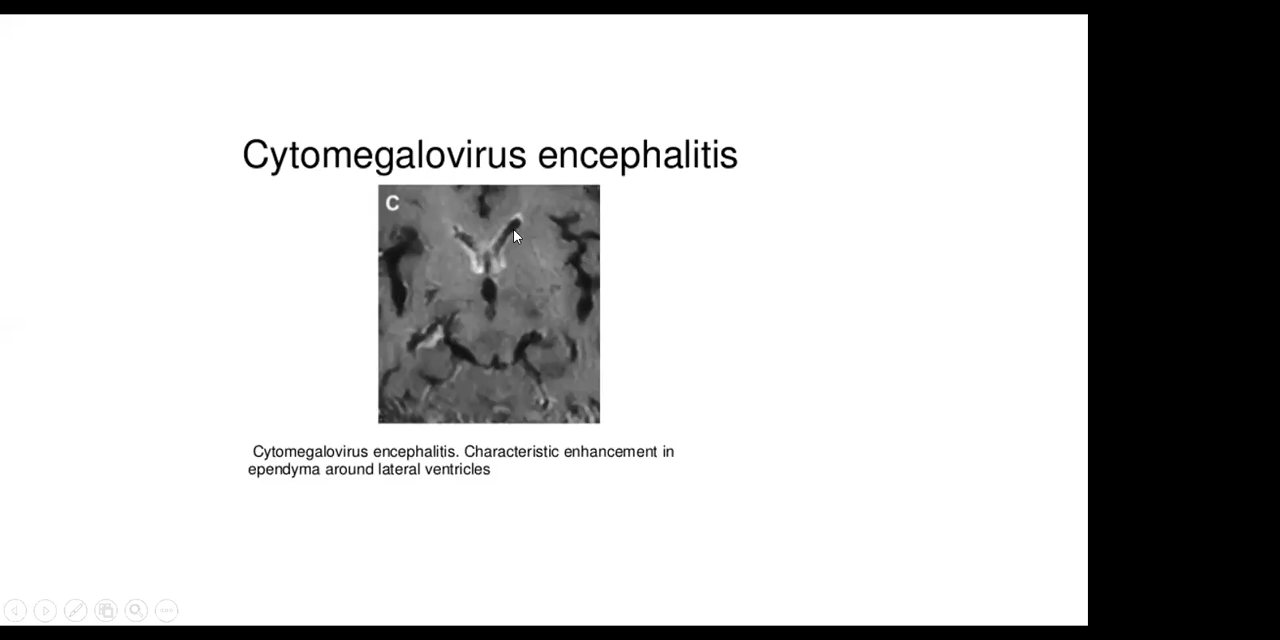 Cytomegalovirus encephalitis
C
Cytomegalovirus encephalitis. Characteristic enhancement in
ependyma around lateral ventricles